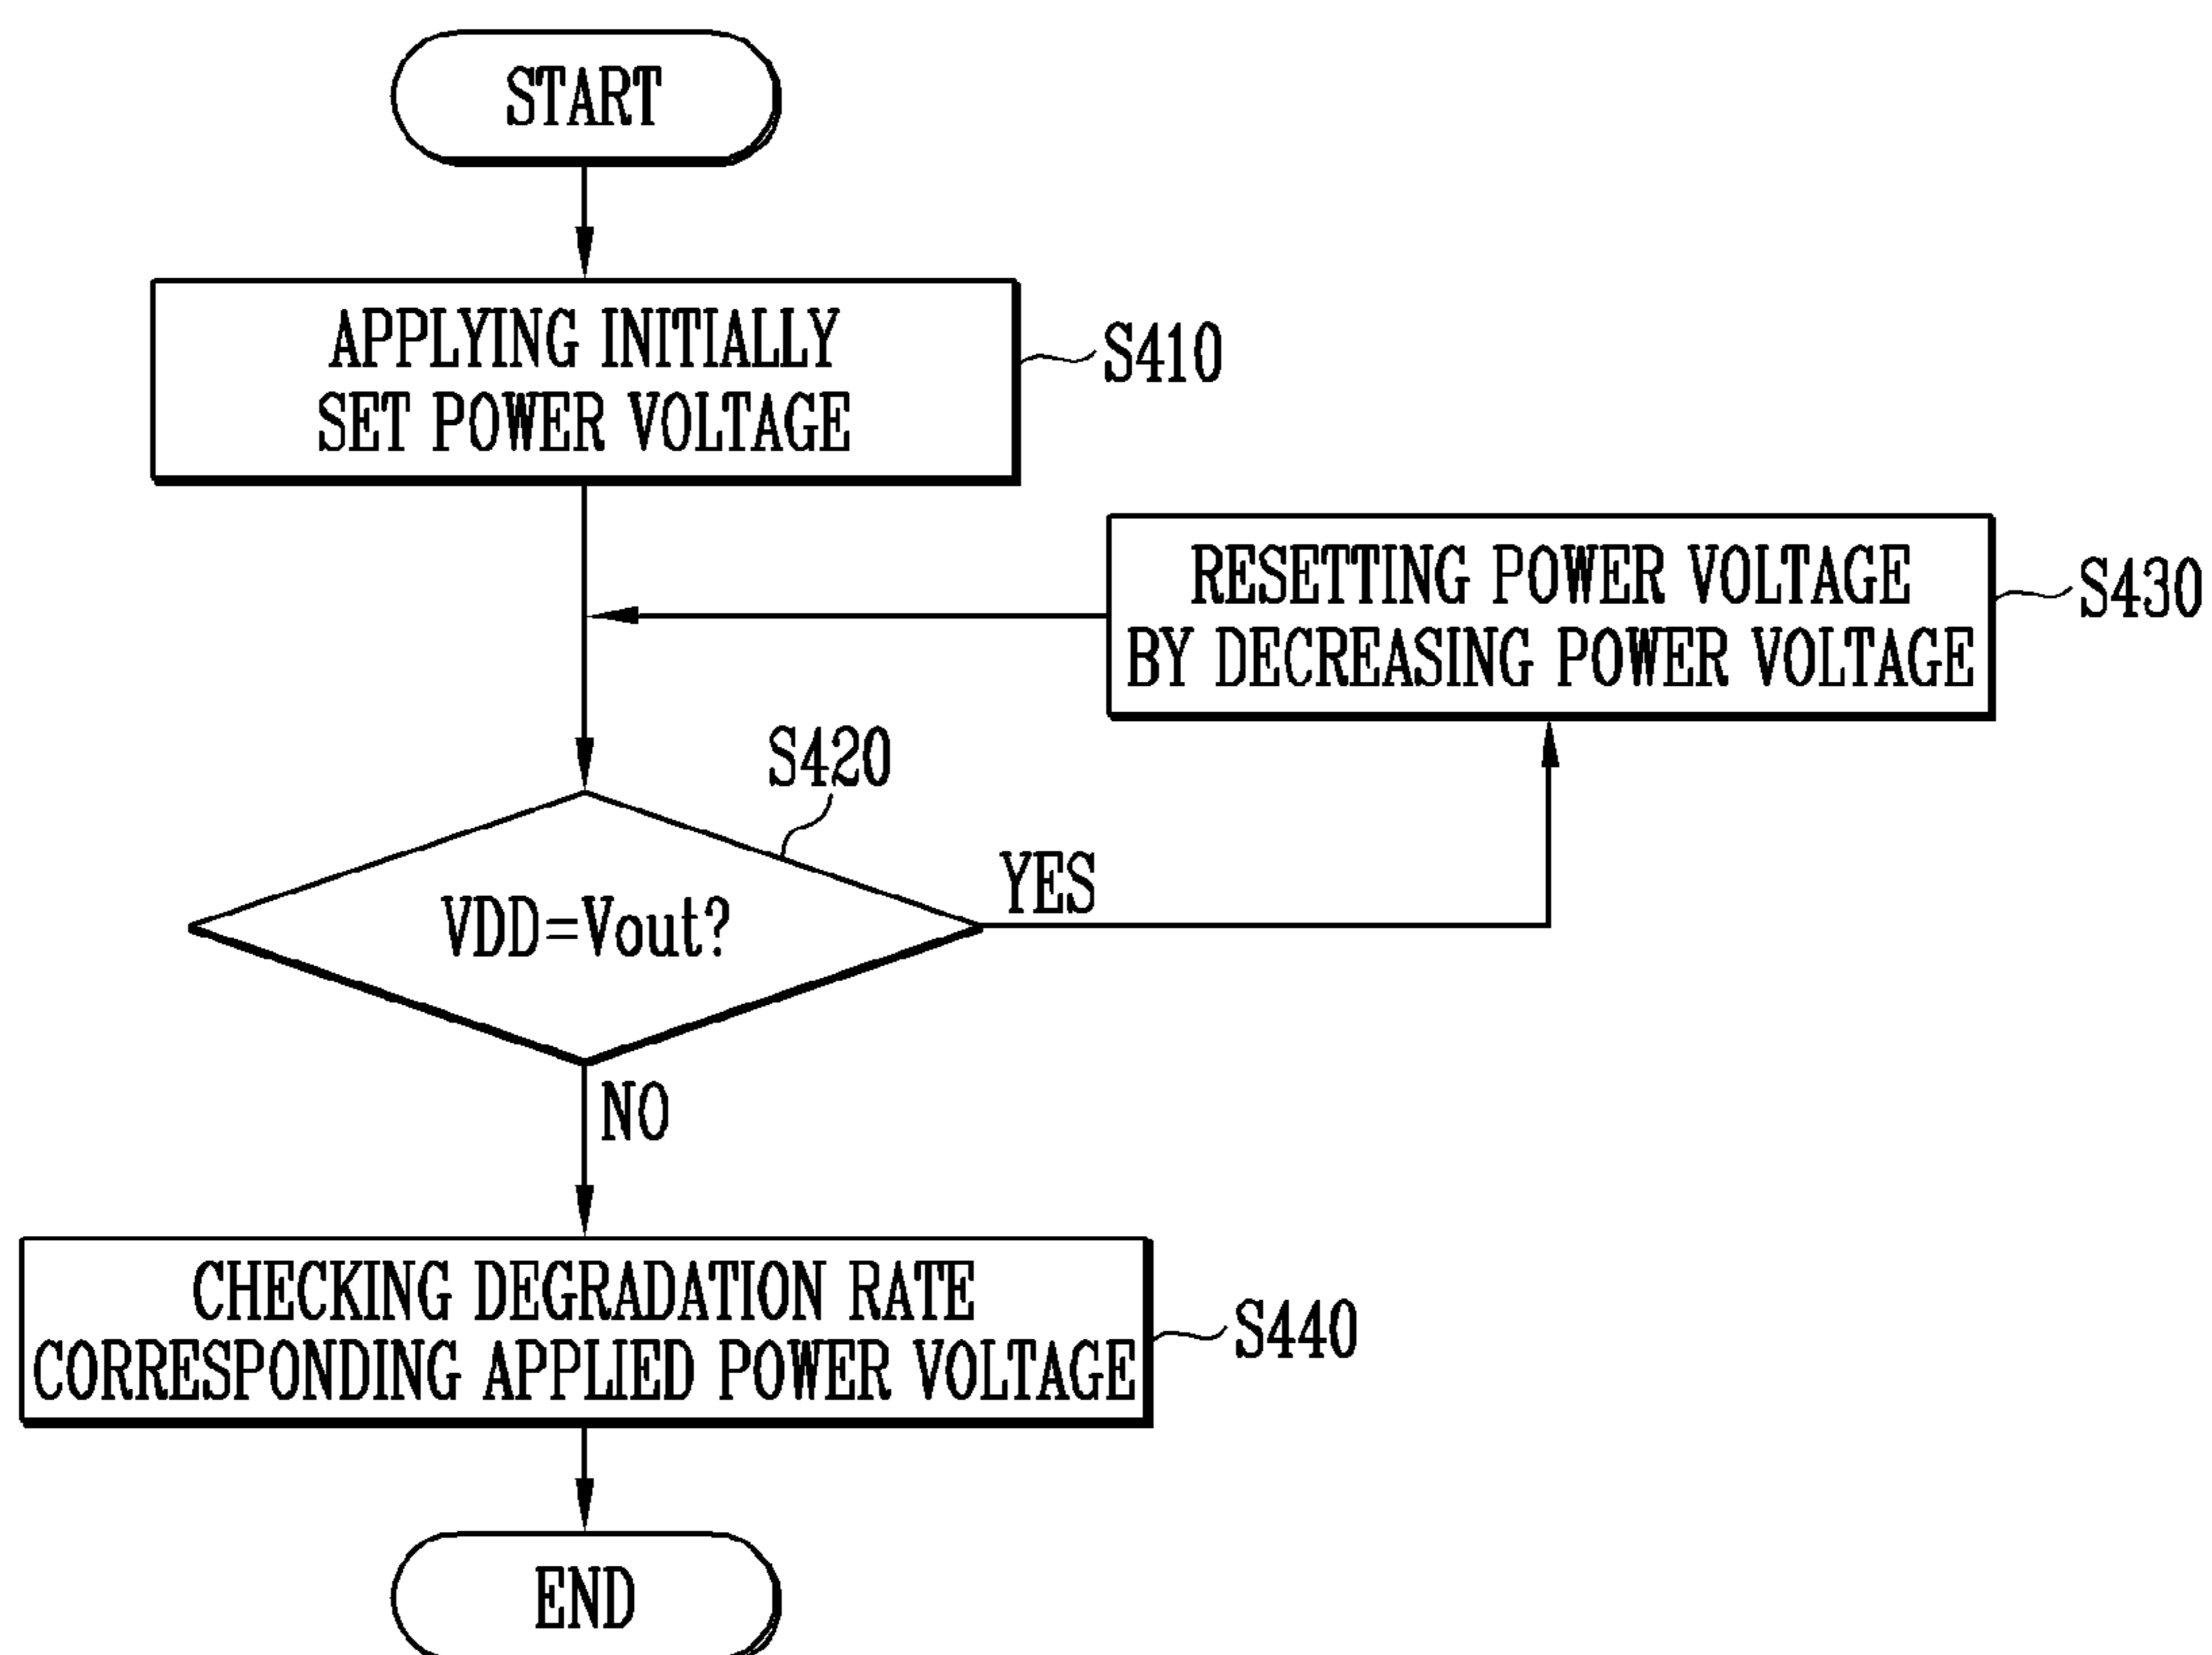 START
APPLYING INITIALLY
SET POWER VOLTAGE
S410
RESETTING POWER VOLTAGE
BY DECREASING POWER VOLTAGE
S430
S420
VDD=Vout?
YES
NO
CHECKING DEGRADATION RATE
CORRESPONDING APPLIED POWER VOLTAGE
S440
END